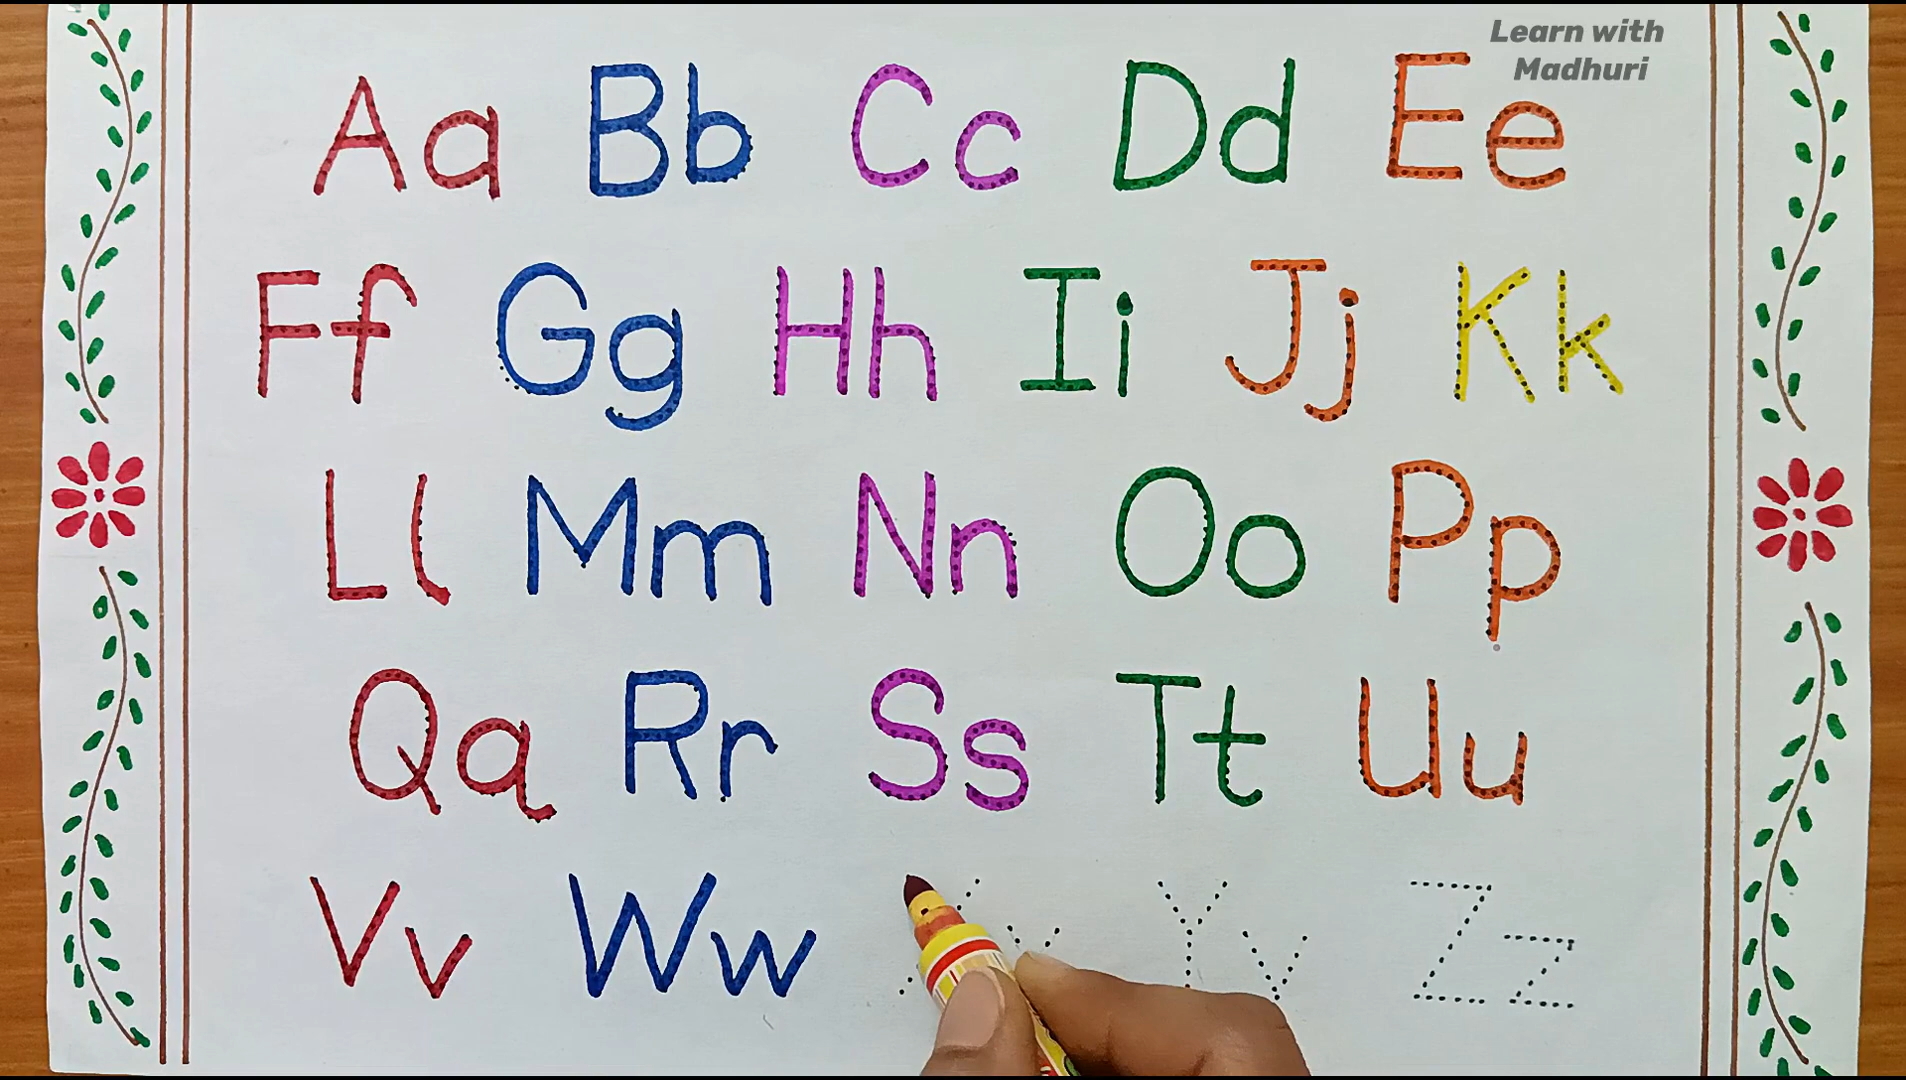 Learn with
Madhuri
Aa Bb Cc Dd Ee
Ff Gg Hh Ii Jj Kk
Ll Mm Nn Oo Pp
Qq Rr Ss Tt Uu
Vv Ww Xx Yy Zz